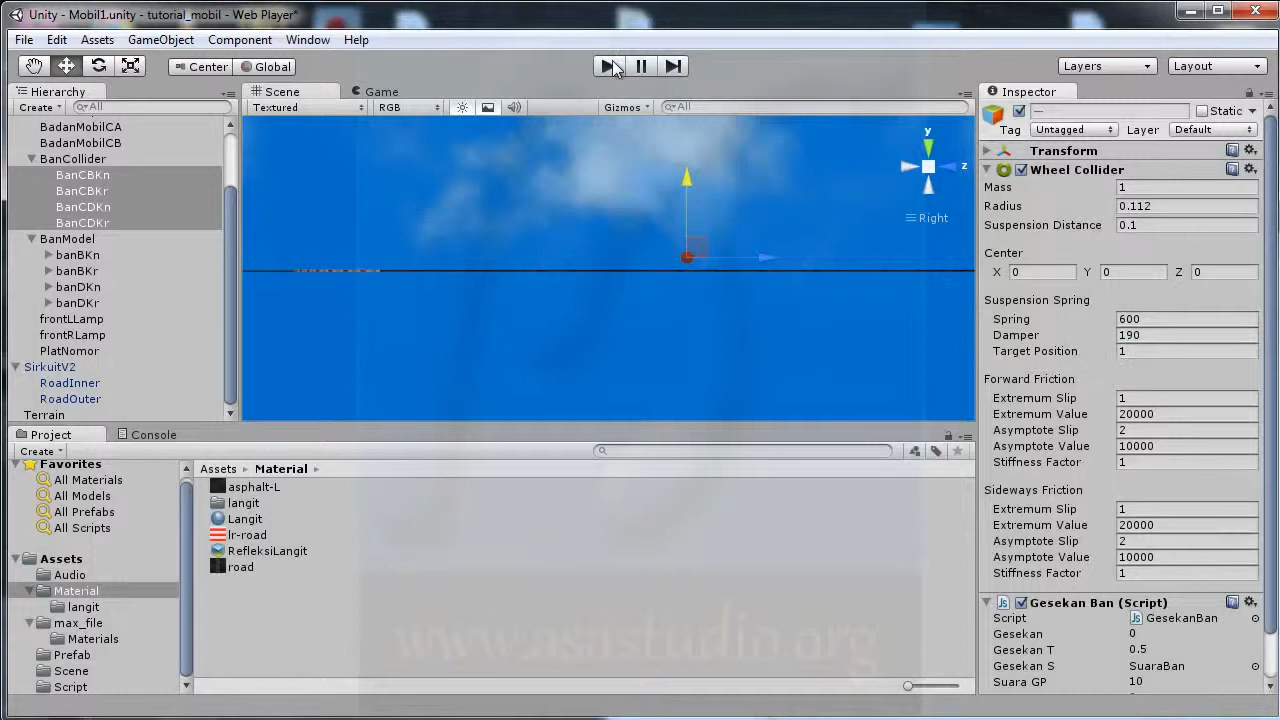 Unity - Mobil1.unity - tutorial_mobil - Web Player*
File Edit Assets GameObject Component Window Help
Center Global Layers Layout
Hierarchy
Create All
BadanMobilCA
BadanMobilCB
BanCollider
BanCBKn
BanCBKr
BanCDKn
BanCDKr
BanModel
banBKn
banBKr
banDKn
banDKr
frontLLamp
frontRLamp
PlatNomor
SirkuitV2
RoadInner
RoadOuter
Terrain
Scene Game
Textured RGB Gizmos All
y
z
Right
Project Console
Create
Favorites
All Materials
All Models
All Prefabs
All Scripts
Assets
Audio
Material
langit
max_file
Materials
Prefab
Scene
Script
Assets Material
asphalt-L
langit
Langit
lr-road
RefleksiLangit
road
www.asastudio.org
Inspector
— Static
Tag Untagged Layer Default
Transform
Wheel Collider
Mass 1
Radius 0.112
Suspension Distance 0.1
Center
X 0 Y 0 Z 0
Suspension Spring
Spring 600
Damper 190
Target Position 1
Forward Friction
Extremum Slip 1
Extremum Value 20000
Asymptote Slip 2
Asymptote Value 10000
Stiffness Factor 1
Sideways Friction
Extremum Slip 1
Extremum Value 20000
Asymptote Slip 2
Asymptote Value 10000
Stiffness Factor 1
Gesekan Ban (Script)
Script GesekanBan
Gesekan 0
Gesekan T 0.5
Gesekan S SuaraBan
Suara GP 10